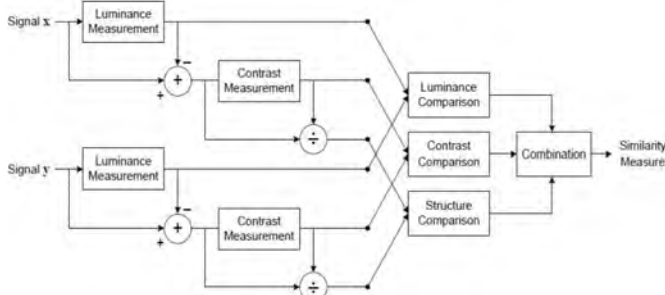 Signal x
Luminance
Measurement
−
+
+
Contrast
Measurement
÷
Luminance
Comparison
Signal y
Luminance
Measurement
Contrast
Comparison
Combination
Similarity
Measure
−
+
+
Contrast
Measurement
÷
Structure
Comparison